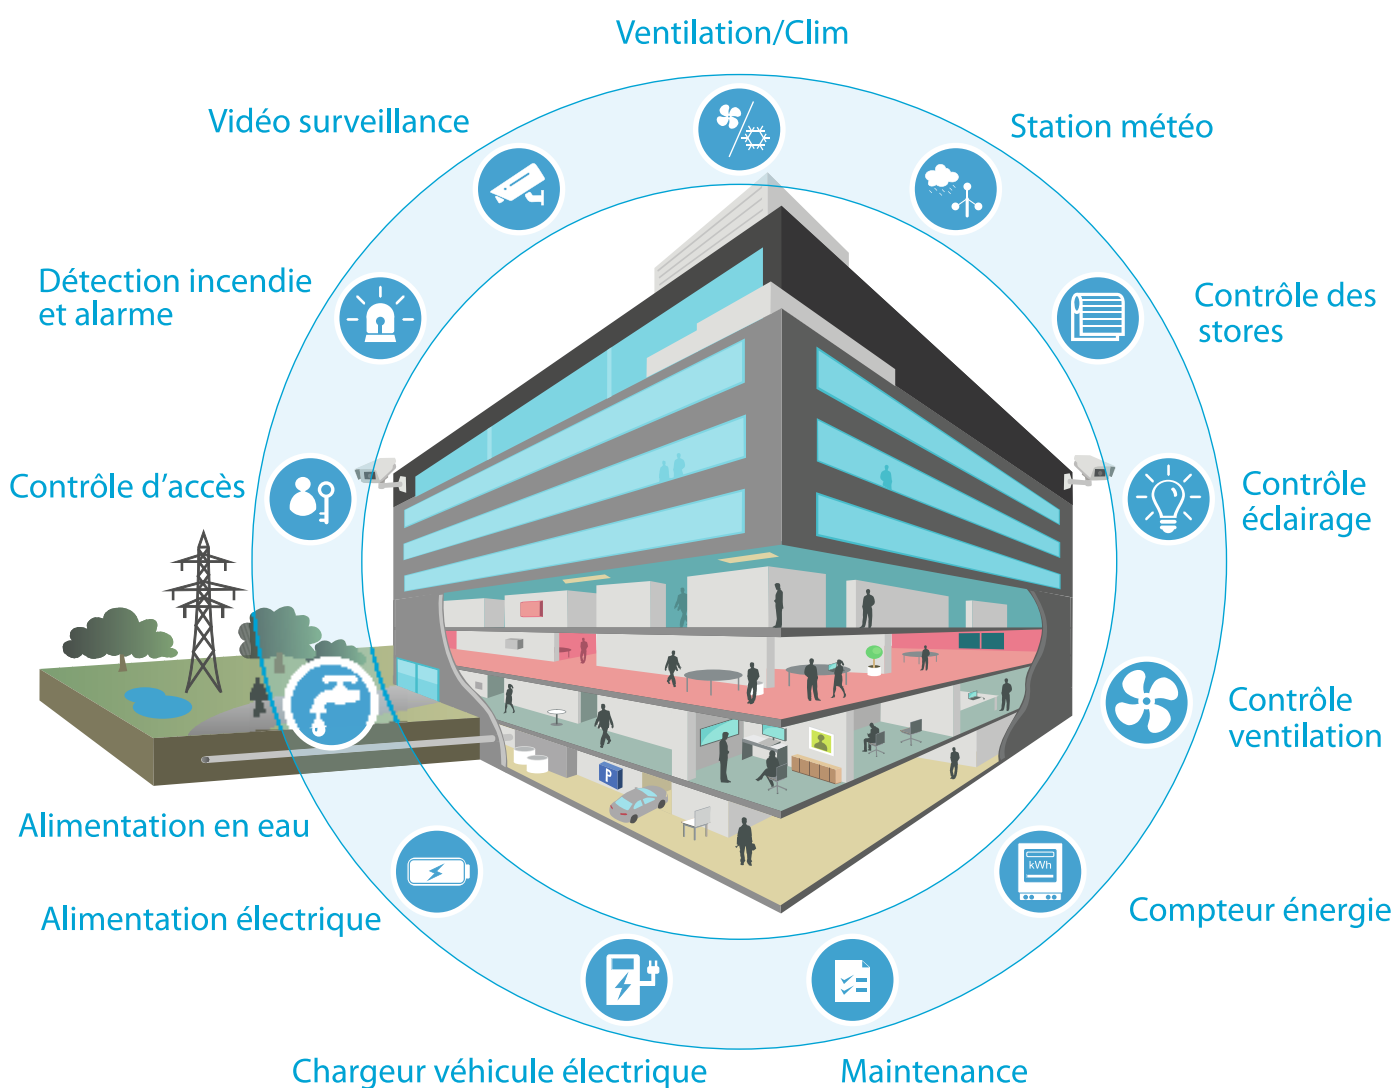 Ventilation/Clim
Vidéo surveillance
Station météo
Détection incendie
et alarme
Contrôle des
stores
Contrôle d’accès
Contrôle
éclairage
Contrôle
ventilation
P
kWh
Alimentation en eau
Alimentation électrique
Compteur énergie
Chargeur véhicule électrique
Maintenance